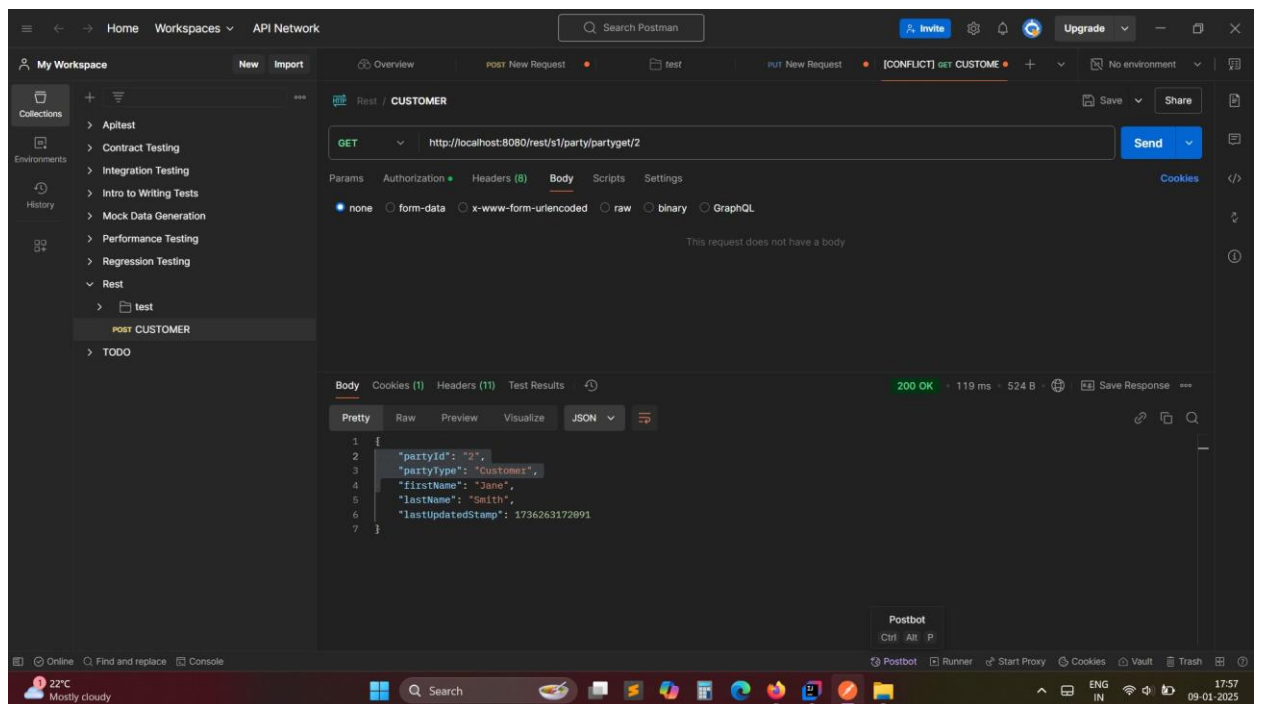 Home Workspaces API Network Search Postman Invite Upgrade
My Workspace New Import Overview POST New Request test PUT New Request [CONFLICT] GET CUSTOME + No environment
Collections
Environments
History
Apitest
Contract Testing
Integration Testing
Intro to Writing Tests
Mock Data Generation
Performance Testing
Regression Testing
Rest
test
POST CUSTOMER
TODO
HTTP Rest / CUSTOMER Save Share
GET http://localhost:8080/rest/s1/party/partyget/2 Send
Params Authorization Headers (8) Body Scripts Settings Cookies
none form-data x-www-form-urlencoded raw binary GraphQL
This request does not have a body
Body Cookies (1) Headers (11) Test Results 200 OK 119 ms 524 B Save Response
Pretty Raw Preview Visualize JSON
1 {
2 "partyId": "2",
3 "partyType": "Customer",
4 "firstName": "Jane",
5 "lastName": "Smith",
6 "lastUpdatedStamp": 1736263172091
7 }
Postbot
Ctrl Alt P
Online Find and replace Console Postbot Runner Start Proxy Cookies Vault Trash
1 22°C
Mostly cloudy
Search
ENG
IN
17:57
09-01-2025